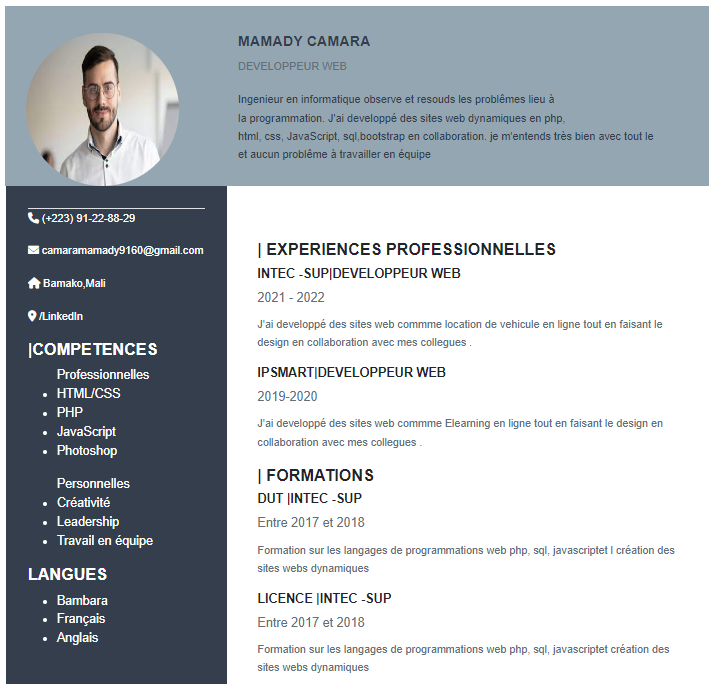 MAMADY CAMARA
DEVELOPPEUR WEB
Ingenieur en informatique observe et resouds les problêmes lieu à
la programmation. J'ai developpé des sites web dynamiques en php,
html, css, JavaScript, sql,bootstrap en collaboration. je m'entends très bien avec tout le
et aucun problême à travailler en équipe
(+223) 91-22-88-29
camaramamady9160@gmail.com
Bamako,Mali
/LinkedIn
|COMPETENCES
Professionnelles
• HTML/CSS
• PHP
• JavaScript
• Photoshop
Personnelles
• Créativité
• Leadership
• Travail en équipe
LANGUES
• Bambara
• Français
• Anglais
| EXPERIENCES PROFESSIONNELLES
INTEC -SUP|DEVELOPPEUR WEB
2021 - 2022
J'ai developpé des sites web commme location de vehicule en ligne tout en faisant le
design en collaboration avec mes collegues .
IPSMART|DEVELOPPEUR WEB
2019-2020
J'ai developpé des sites web commme Elearning en ligne tout en faisant le design en
collaboration avec mes collegues .
| FORMATIONS
DUT |INTEC -SUP
Entre 2017 et 2018
Formation sur les langages de programmations web php, sql, javascriptet l création des
sites webs dynamiques
LICENCE |INTEC -SUP
Entre 2017 et 2018
Formation sur les langages de programmations web php, sql, javascriptet création des
sites webs dynamiques